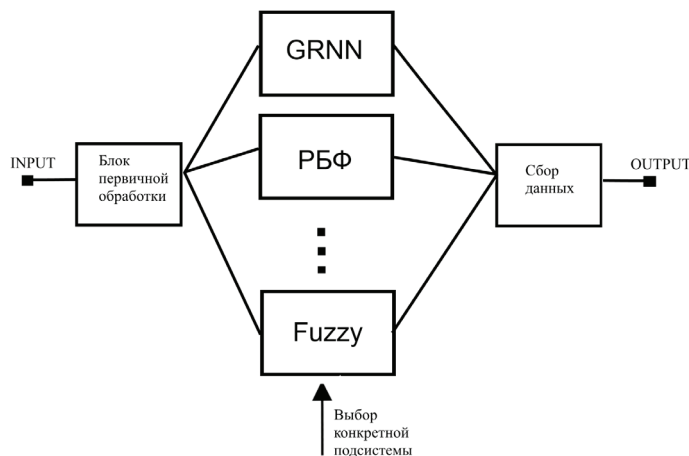 GRNN
INPUT
Блок
первичной
обработки
РБФ
Сбор
данных
OUTPUT
Fuzzy
Выбор
конкретной
подсистемы